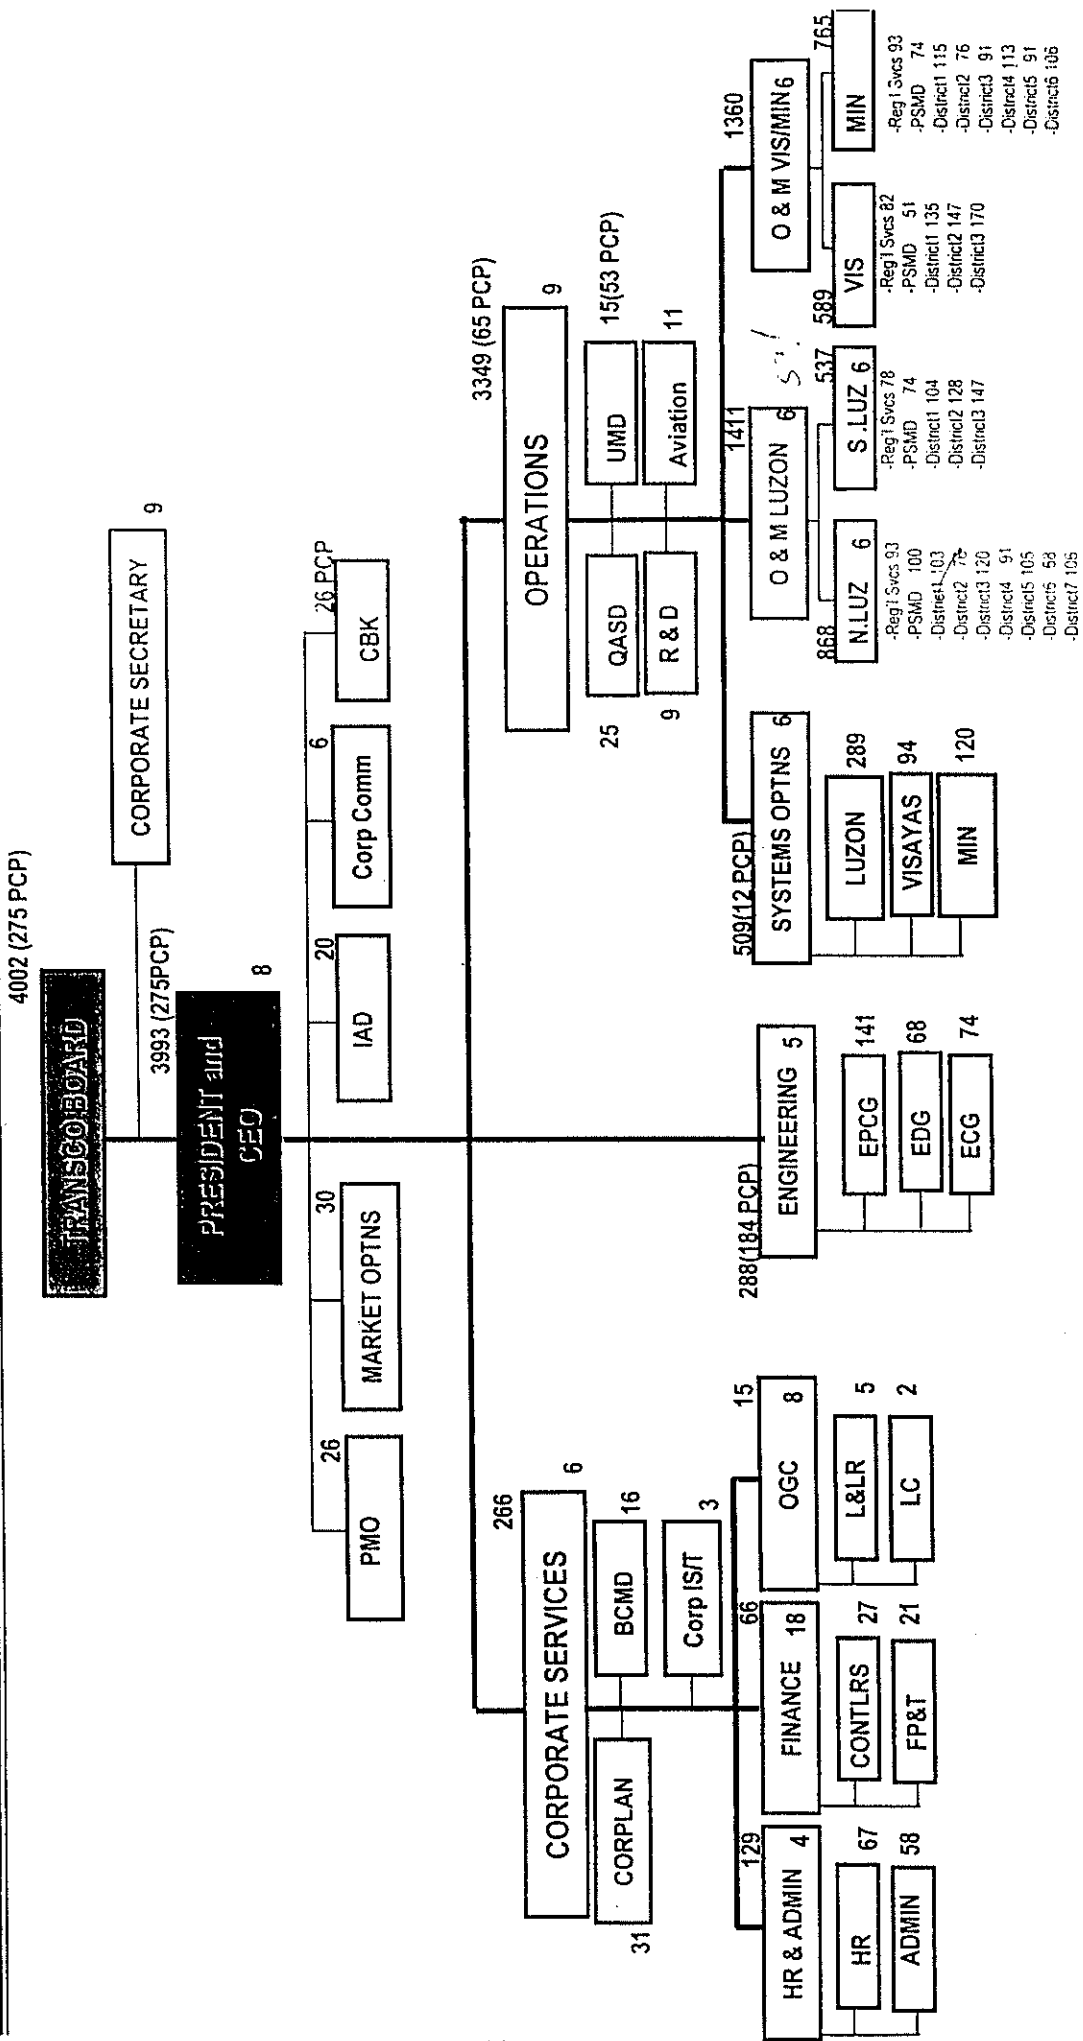 4002 (275 PCP)
TRANSCO BOARD
CORPORATE SECRETARY
9
3993 (275PCP)
PRESIDENT and
CEO
8
26
PMO
30
MARKET OPTNS
20
IAD
6
Corp Comm
26 PCP
CBK
266
CORPORATE SERVICES
6
31
CORPLAN
BCMD
16
Corp IS/T
3
129
HR & ADMIN 4
HR
67
ADMIN
58
66
FINANCE 18
CONTLRS
27
FP&T
21
15
OGC 8
L&LR
5
LC
2
288(184 PCP)
ENGINEERING 5
EPCG
141
EDG
68
ECG
74
3349 (65 PCP)
OPERATIONS
9
25
QASD
UMD
15(53 PCP)
9
R & D
Aviation
11
509(12 PCP)
SYSTEMS OPTNS 6
LUZON
289
VISAYAS
94
MIN
120
1411
O & M LUZON 6
868
N.LUZ 6
-Reg'l Svcs 93
-PSMD 100
-District1 103
-District2 76
-District3 120
-District4 91
-District5 105
-District6
-District7 105
537
S .LUZ 6
-Reg'l Svcs 78
-PSMD 74
-District1 104
-District2 128
-District3 147
1360
O & M VIS/MIN 6
589
VIS
-Reg'l Svcs 82
-PSMD 51
-District1 135
-District2 147
-District3 170
765
MIN
-Reg'l Svcs 93
-PSMD 74
-District1 115
-District2 76
-District3 91
-District4 113
-District5 91
-District6 106